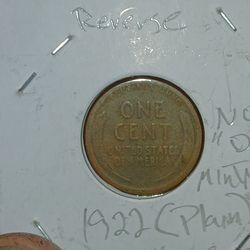 Reverse
ONE
CENT
UNITED STATES
OF AMERICA
No
"D
Mint
1922 (Plain)